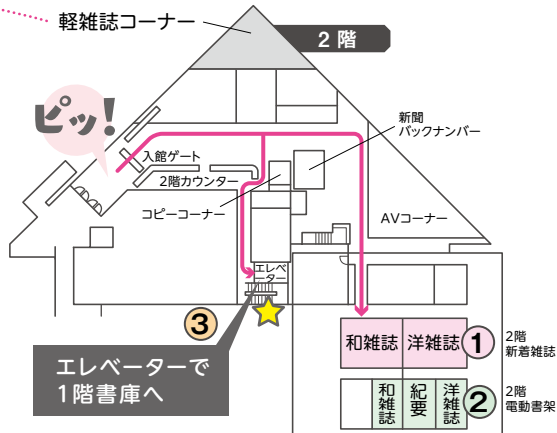 軽雑誌コーナー
2階
ピッ!
新聞
バックナンバー
入館ゲート
2階カウンター
コピーコーナー
AVコーナー
エレベ
ーター
3
エレベーターで
1階書庫へ
和雑誌
洋雑誌
1
2階
新着雑誌
和雑誌
紀要
洋雑誌
2
2階
電動書架